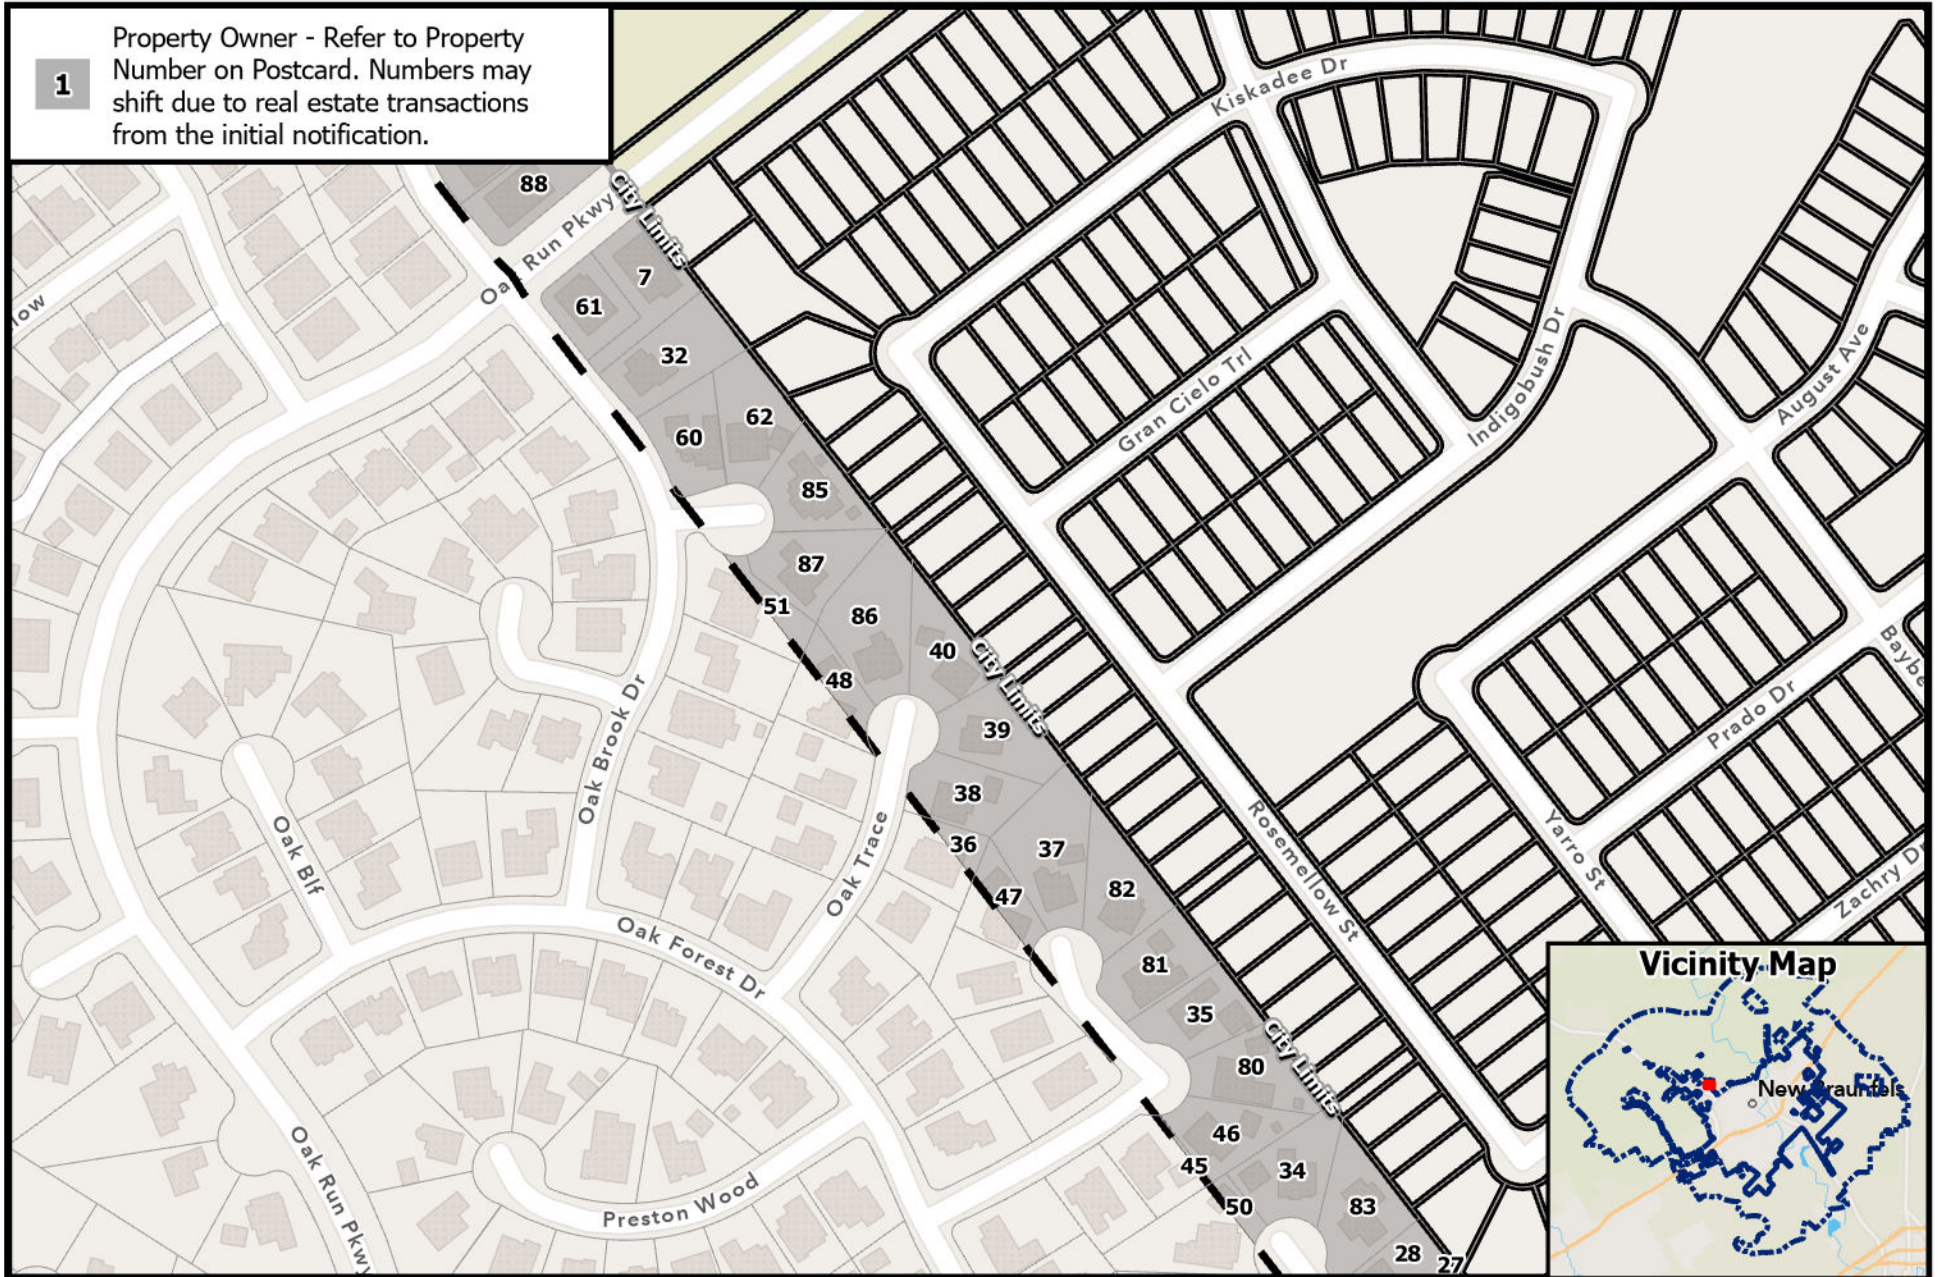 1
Property Owner - Refer to Property
Number on Postcard. Numbers may
shift due to real estate transactions
from the initial notification.
88
City Limits
Kiskadee Dr
Oa Run Pkwy
7
61
low
32
62
60
Gran Cielo Trl
Indigobush Dr
August Ave
85
87
51
86
40
City Limits
48
39
Oak Brook Dr
Baybe
Prado Dr
38
36
37
Oak Trace
Oak Blf
47
82
Rosemellow St
Yarro St
Zachry Dr
Oak Forest Dr
81
35
City Limits
80
46
45
34
50
83
28
27
Oak Run Pkwy
Preston Wood
Vicinity Map
New Braunfels